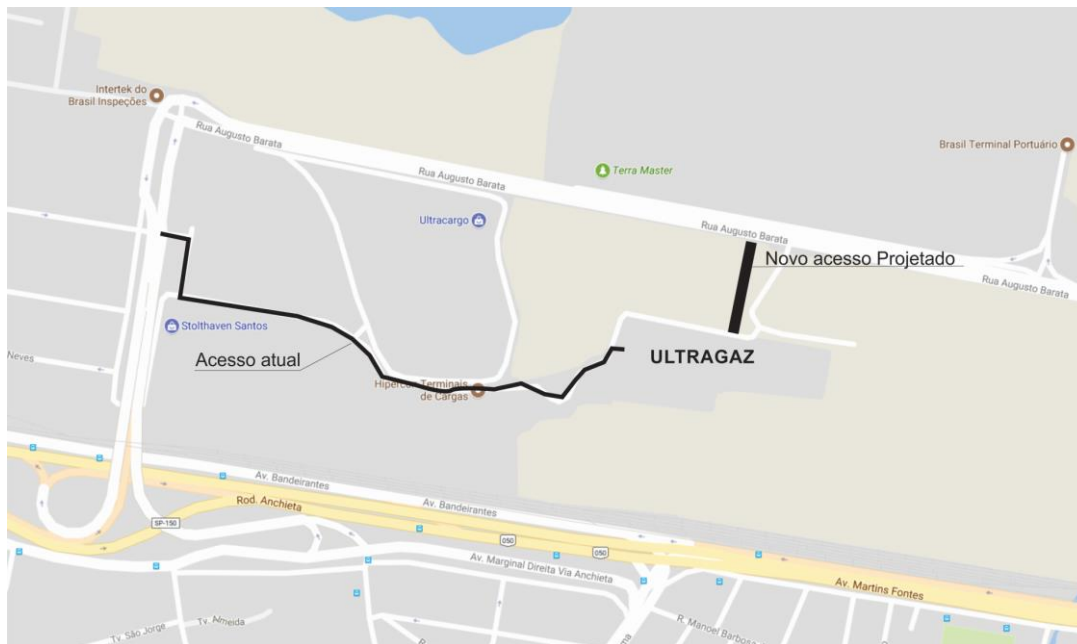 Intertek do
Brasil Inspeções
Rua Augusto Barata
Rua Augusto Barata
Terra Master
Brasil Terminal Portuário
Ultracargo
Rua Augusto Barata
Novo acesso Projetado
Rua Augusto Barata
Stolthaven Santos
Neves
Acesso atual
ULTRAGAZ
Hipercon Terminais
de Cargas
Av. Bandeirantes
Av. Bandeirantes
Rod. Anchieta
SP-150
050
050
Av. Marginal Direita Via Anchieta
Av. Martins Fontes
Tv. São Jorge
Tv. Almeida
R. Manoel Barbosa